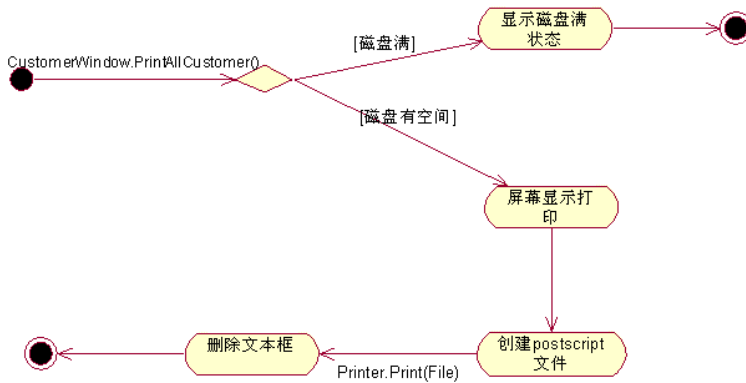 显示磁盘满
状态
[磁盘满]
CustomerWindow.PrintAllCustomer()
[磁盘有空间]
屏幕显示打
印
创建postscript
文件
删除文本框
Printer.Print(File)